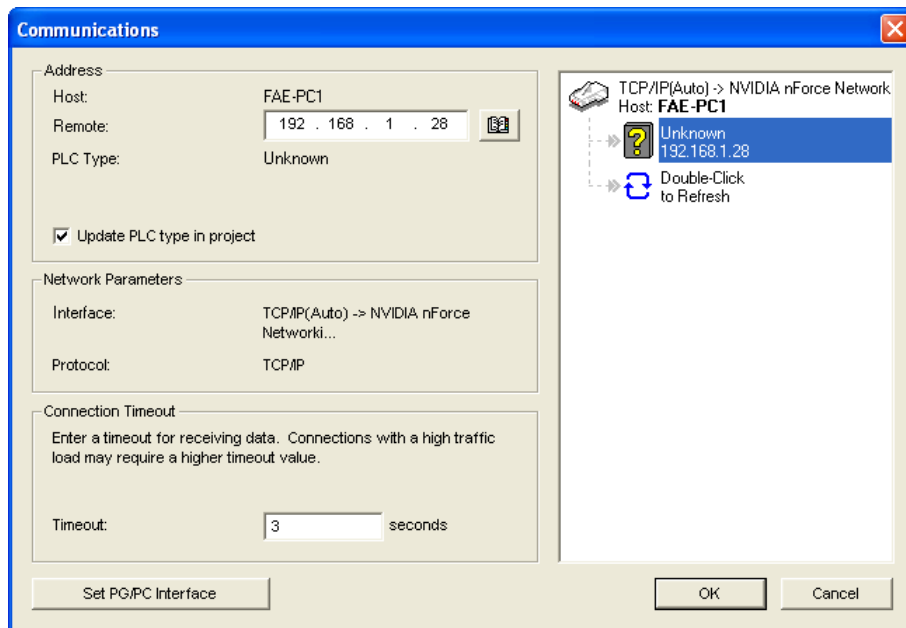 Communications
Address
Host: FAE-PC1
Remote: 192 . 168 . 1 . 28
PLC Type: Unknown
Update PLC type in project
Network Parameters
Interface: TCP/IP(Auto) -> NVIDIA nForce
Networki...
Protocol: TCP/IP
Connection Timeout
Enter a timeout for receiving data. Connections with a high traffic
load may require a higher timeout value.
Timeout: 3 seconds
Set PG/PC Interface
TCP/IP(Auto) -> NVIDIA nForce Network
Host: FAE-PC1
Unknown
192.168.1.28
Double-Click
to Refresh
OK
Cancel